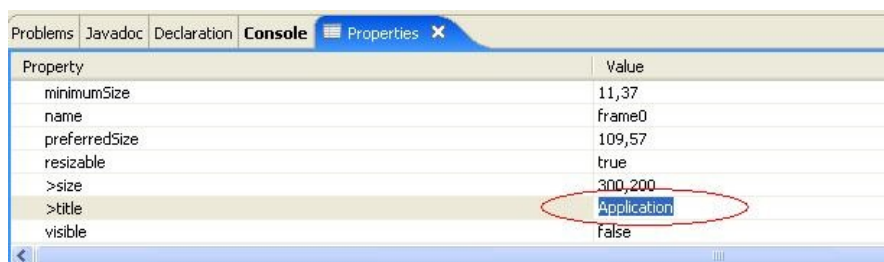 Problems Javadoc Declaration Console Properties
Property Value
minimumSize 11,37
name frame0
preferredSize 109,57
resizable true
>size 300,200
>title Application
visible false